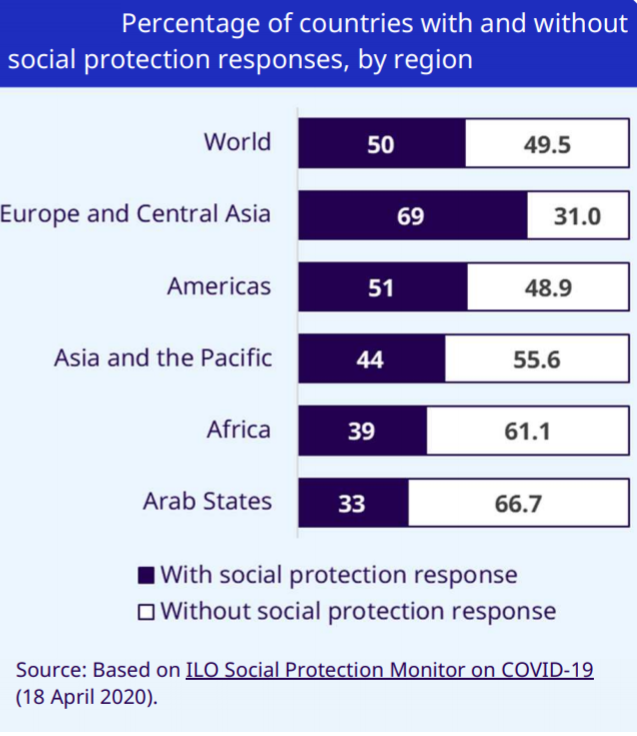 Percentage of countries with and without
social protection responses, by region
World 50 49.5
Europe and Central Asia 69 31.0
Americas 51 48.9
Asia and the Pacific 44 55.6
Africa 39 61.1
Arab States 33 66.7
With social protection response
Without social protection response
Source: Based on ILO Social Protection Monitor on COVID-19
(18 April 2020).